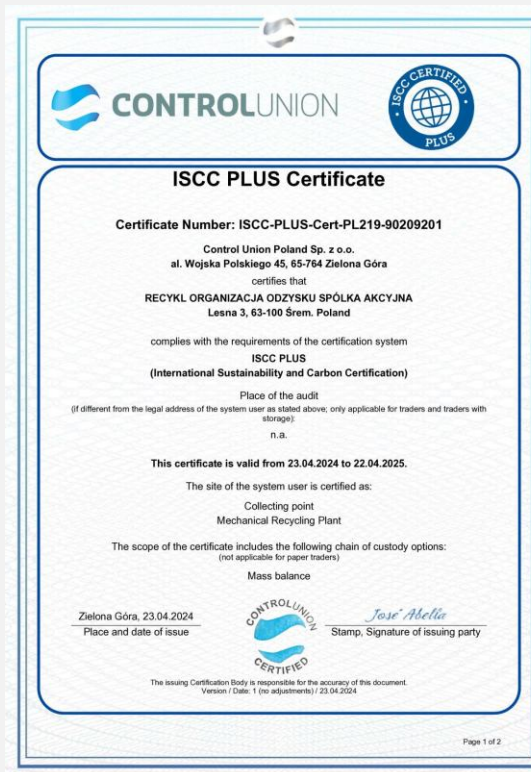 CONTROLUNION
· ISCC CERTIFIED ·
PLUS
ISCC PLUS Certificate
Certificate Number: ISCC-PLUS-Cert-PL219-90209201
Control Union Poland Sp. z o.o.
al. Wojska Polskiego 45, 65-764 Zielona Góra
certifies that
RECYKL ORGANIZACJA ODZYSKU SPÓLKA AKCYJNA
Lesna 3, 63-100 Śrem. Poland
complies with the requirements of the certification system
ISCC PLUS
(International Sustainability and Carbon Certification)
Place of the audit
(if different from the legal address of the system user as stated above; only applicable for traders and traders with
storage):
n.a.
This certificate is valid from 23.04.2024 to 22.04.2025.
The site of the system user is certified as:
Collecting point
Mechanical Recycling Plant
The scope of the certificate includes the following chain of custody options:
(not applicable for paper traders)
Mass balance
Zielona Góra, 23.04.2024
Place and date of issue
CONTROLUNION
CERTIFIED
José Abella
Stamp, Signature of issuing party
The issuing Certification Body is responsible for the accuracy of this document.
Version / Date: 1 (no adjustments) / 23.04.2024
Page 1 of 2